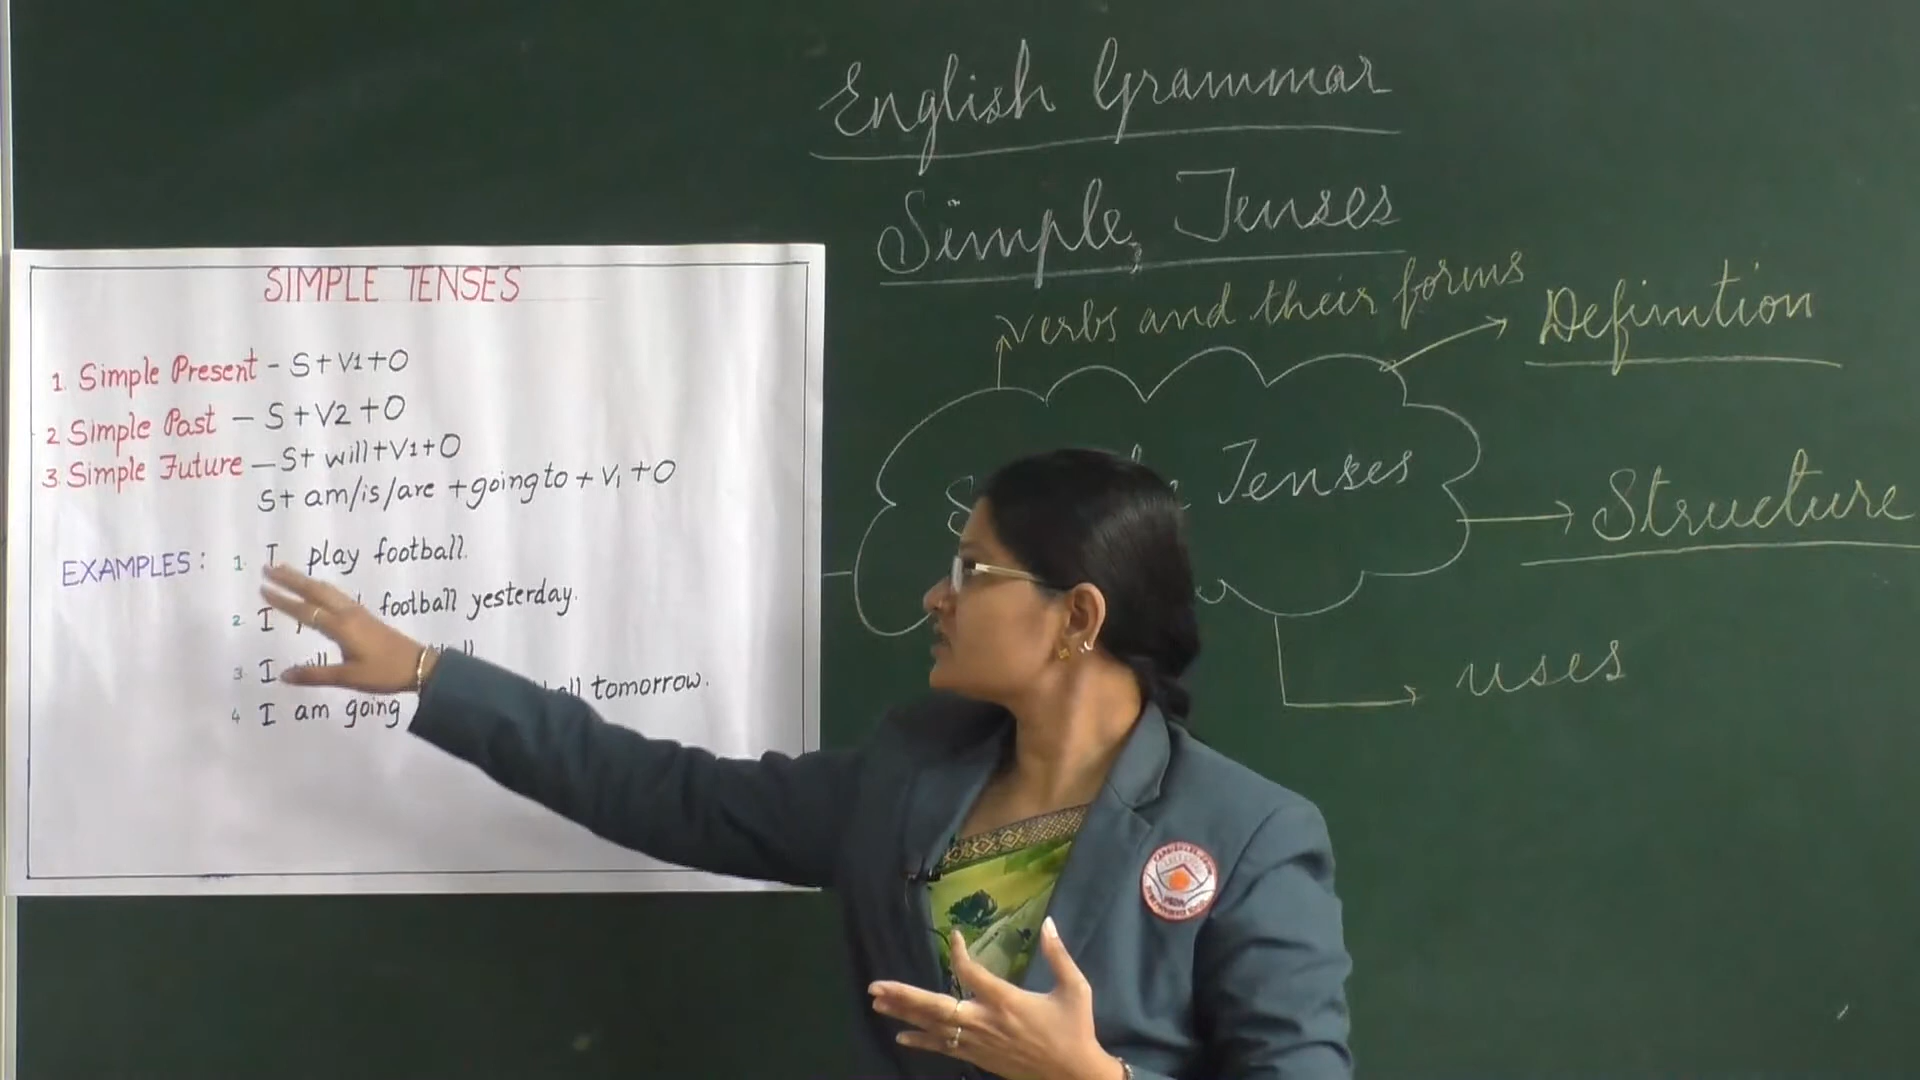 English Grammar
Simple Tenses
verbs and their forms
Definition
Tenses
Structure
uses
SIMPLE TENSES
1. Simple Present - S+V1+O
2 Simple Past - S+V2+O
3. Simple Future - S+ will+V1+O
S+ am/is/are +going to + V1 +O
EXAMPLES: 1. I play football.
2. I football yesterday.
3. I
4 I am going tomorrow.